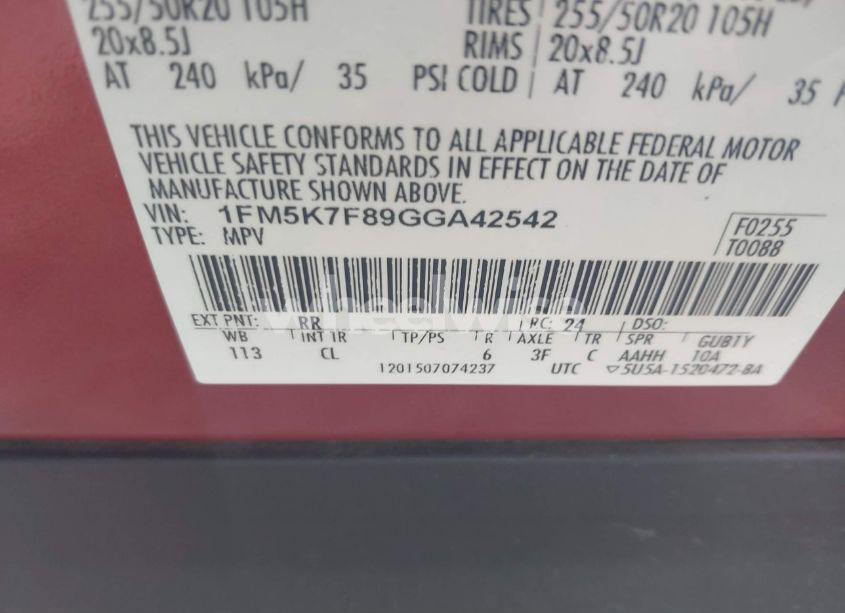 255/50R20 105H TIRES 255/50R20 105H
20x8.5J RIMS 20x8.5J
AT 240 kPa/ 35 PSI COLD AT 240 kPa/ 35
THIS VEHICLE CONFORMS TO ALL APPLICABLE FEDERAL MOTOR
VEHICLE SAFETY STANDARDS IN EFFECT ON THE DATE OF
MANUFACTURE SHOWN ABOVE.
VIN: 1FM5K7F89GGA42542
TYPE: MPV
F0255
T0088
wheelwise
EXT PNT: RR RC: 24 DSO:
WB INT TR TP/PS R AXLE TR SPR GUBTY
113 CL 6 3F C AAHH 10A
1201507074237 UTC ▽5U5A-1520472-BA